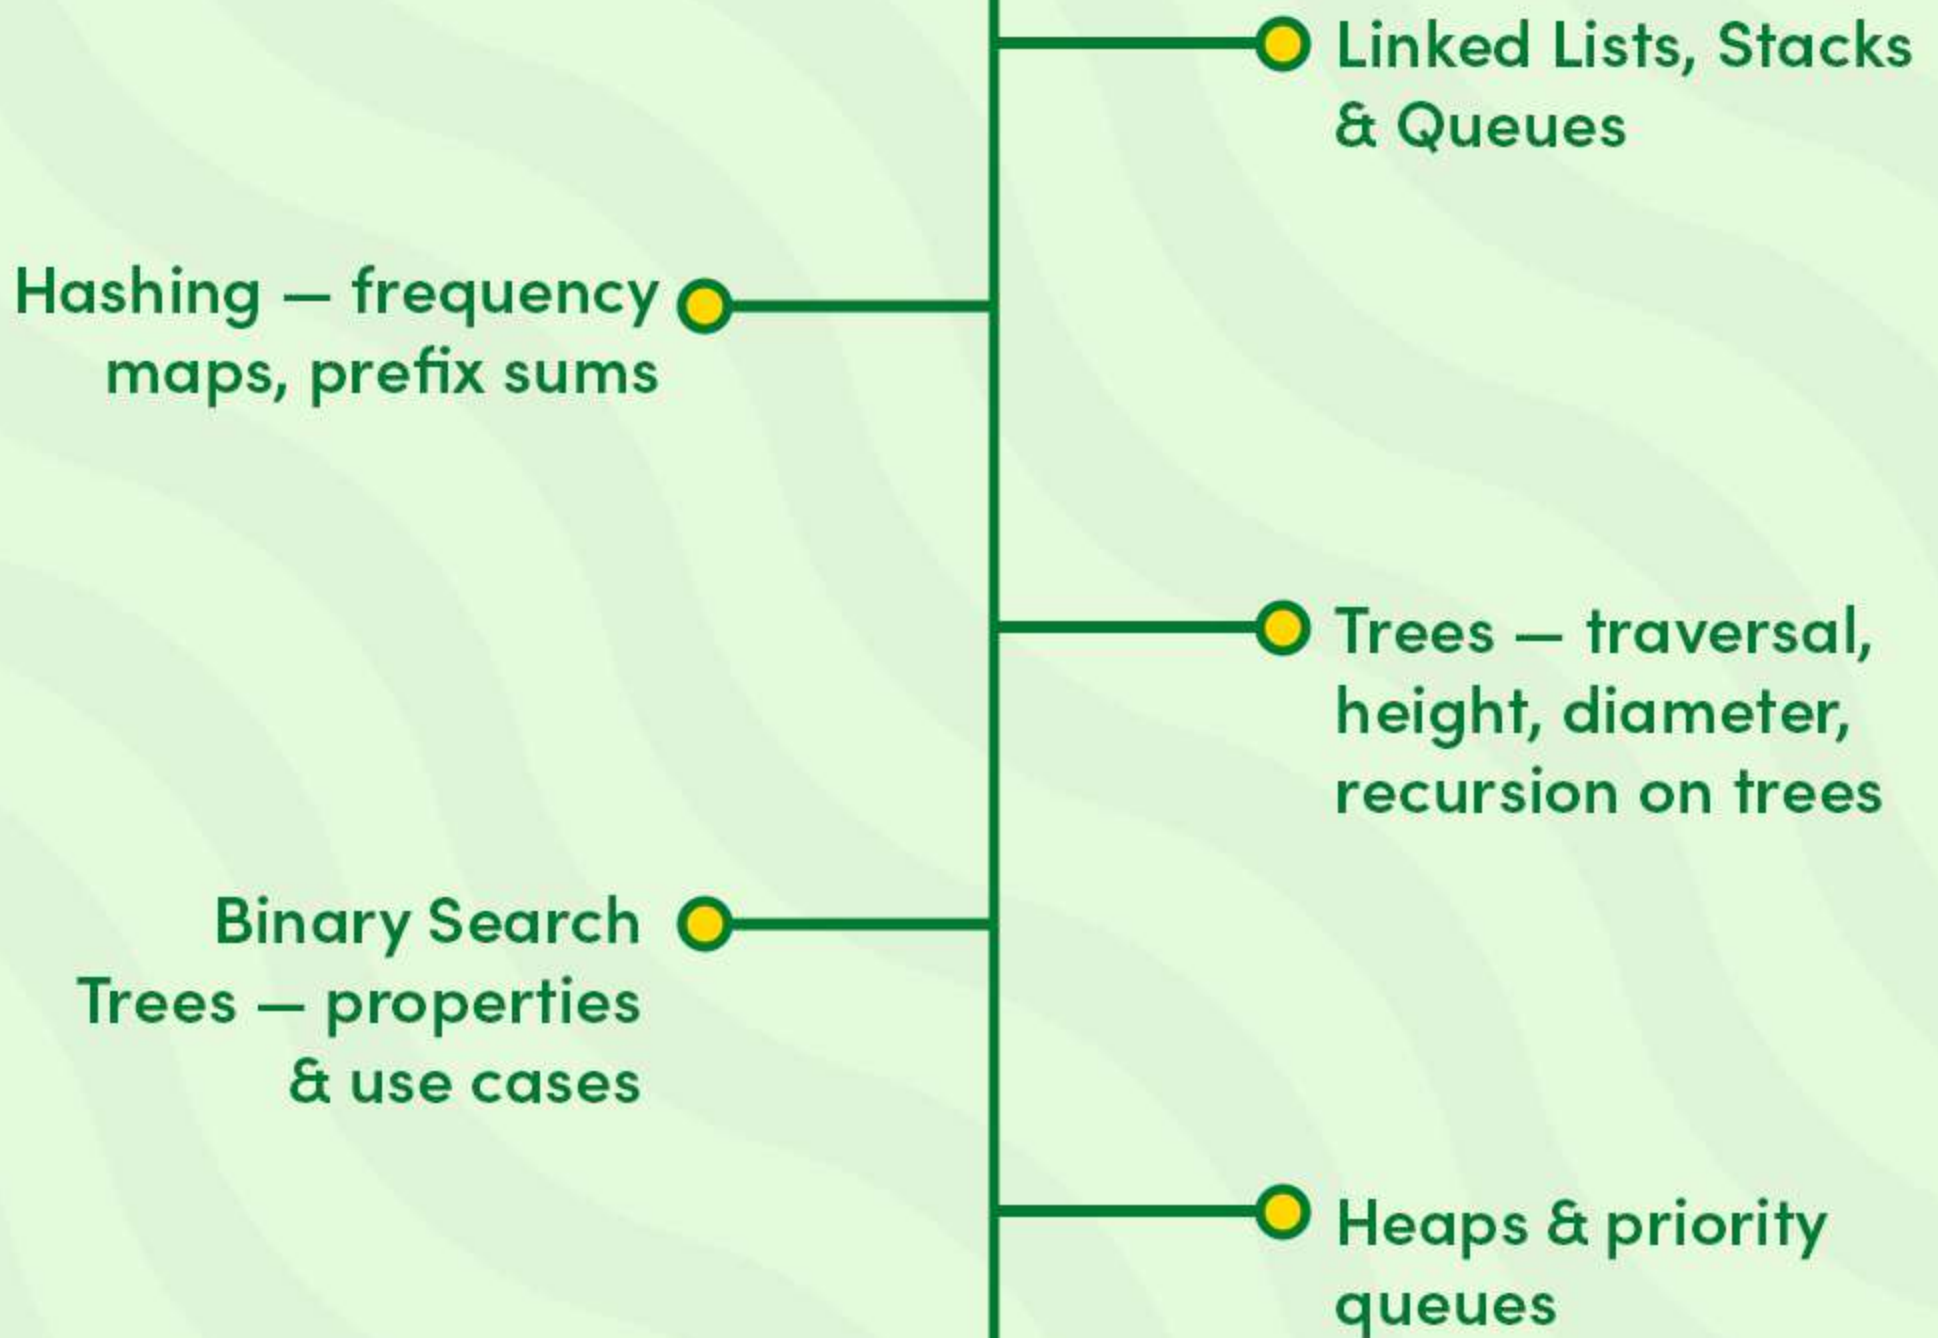 Linked Lists, Stacks
& Queues
Hashing — frequency
maps, prefix sums
Trees — traversal,
height, diameter,
recursion on trees
Binary Search
Trees — properties
& use cases
Heaps & priority
queues